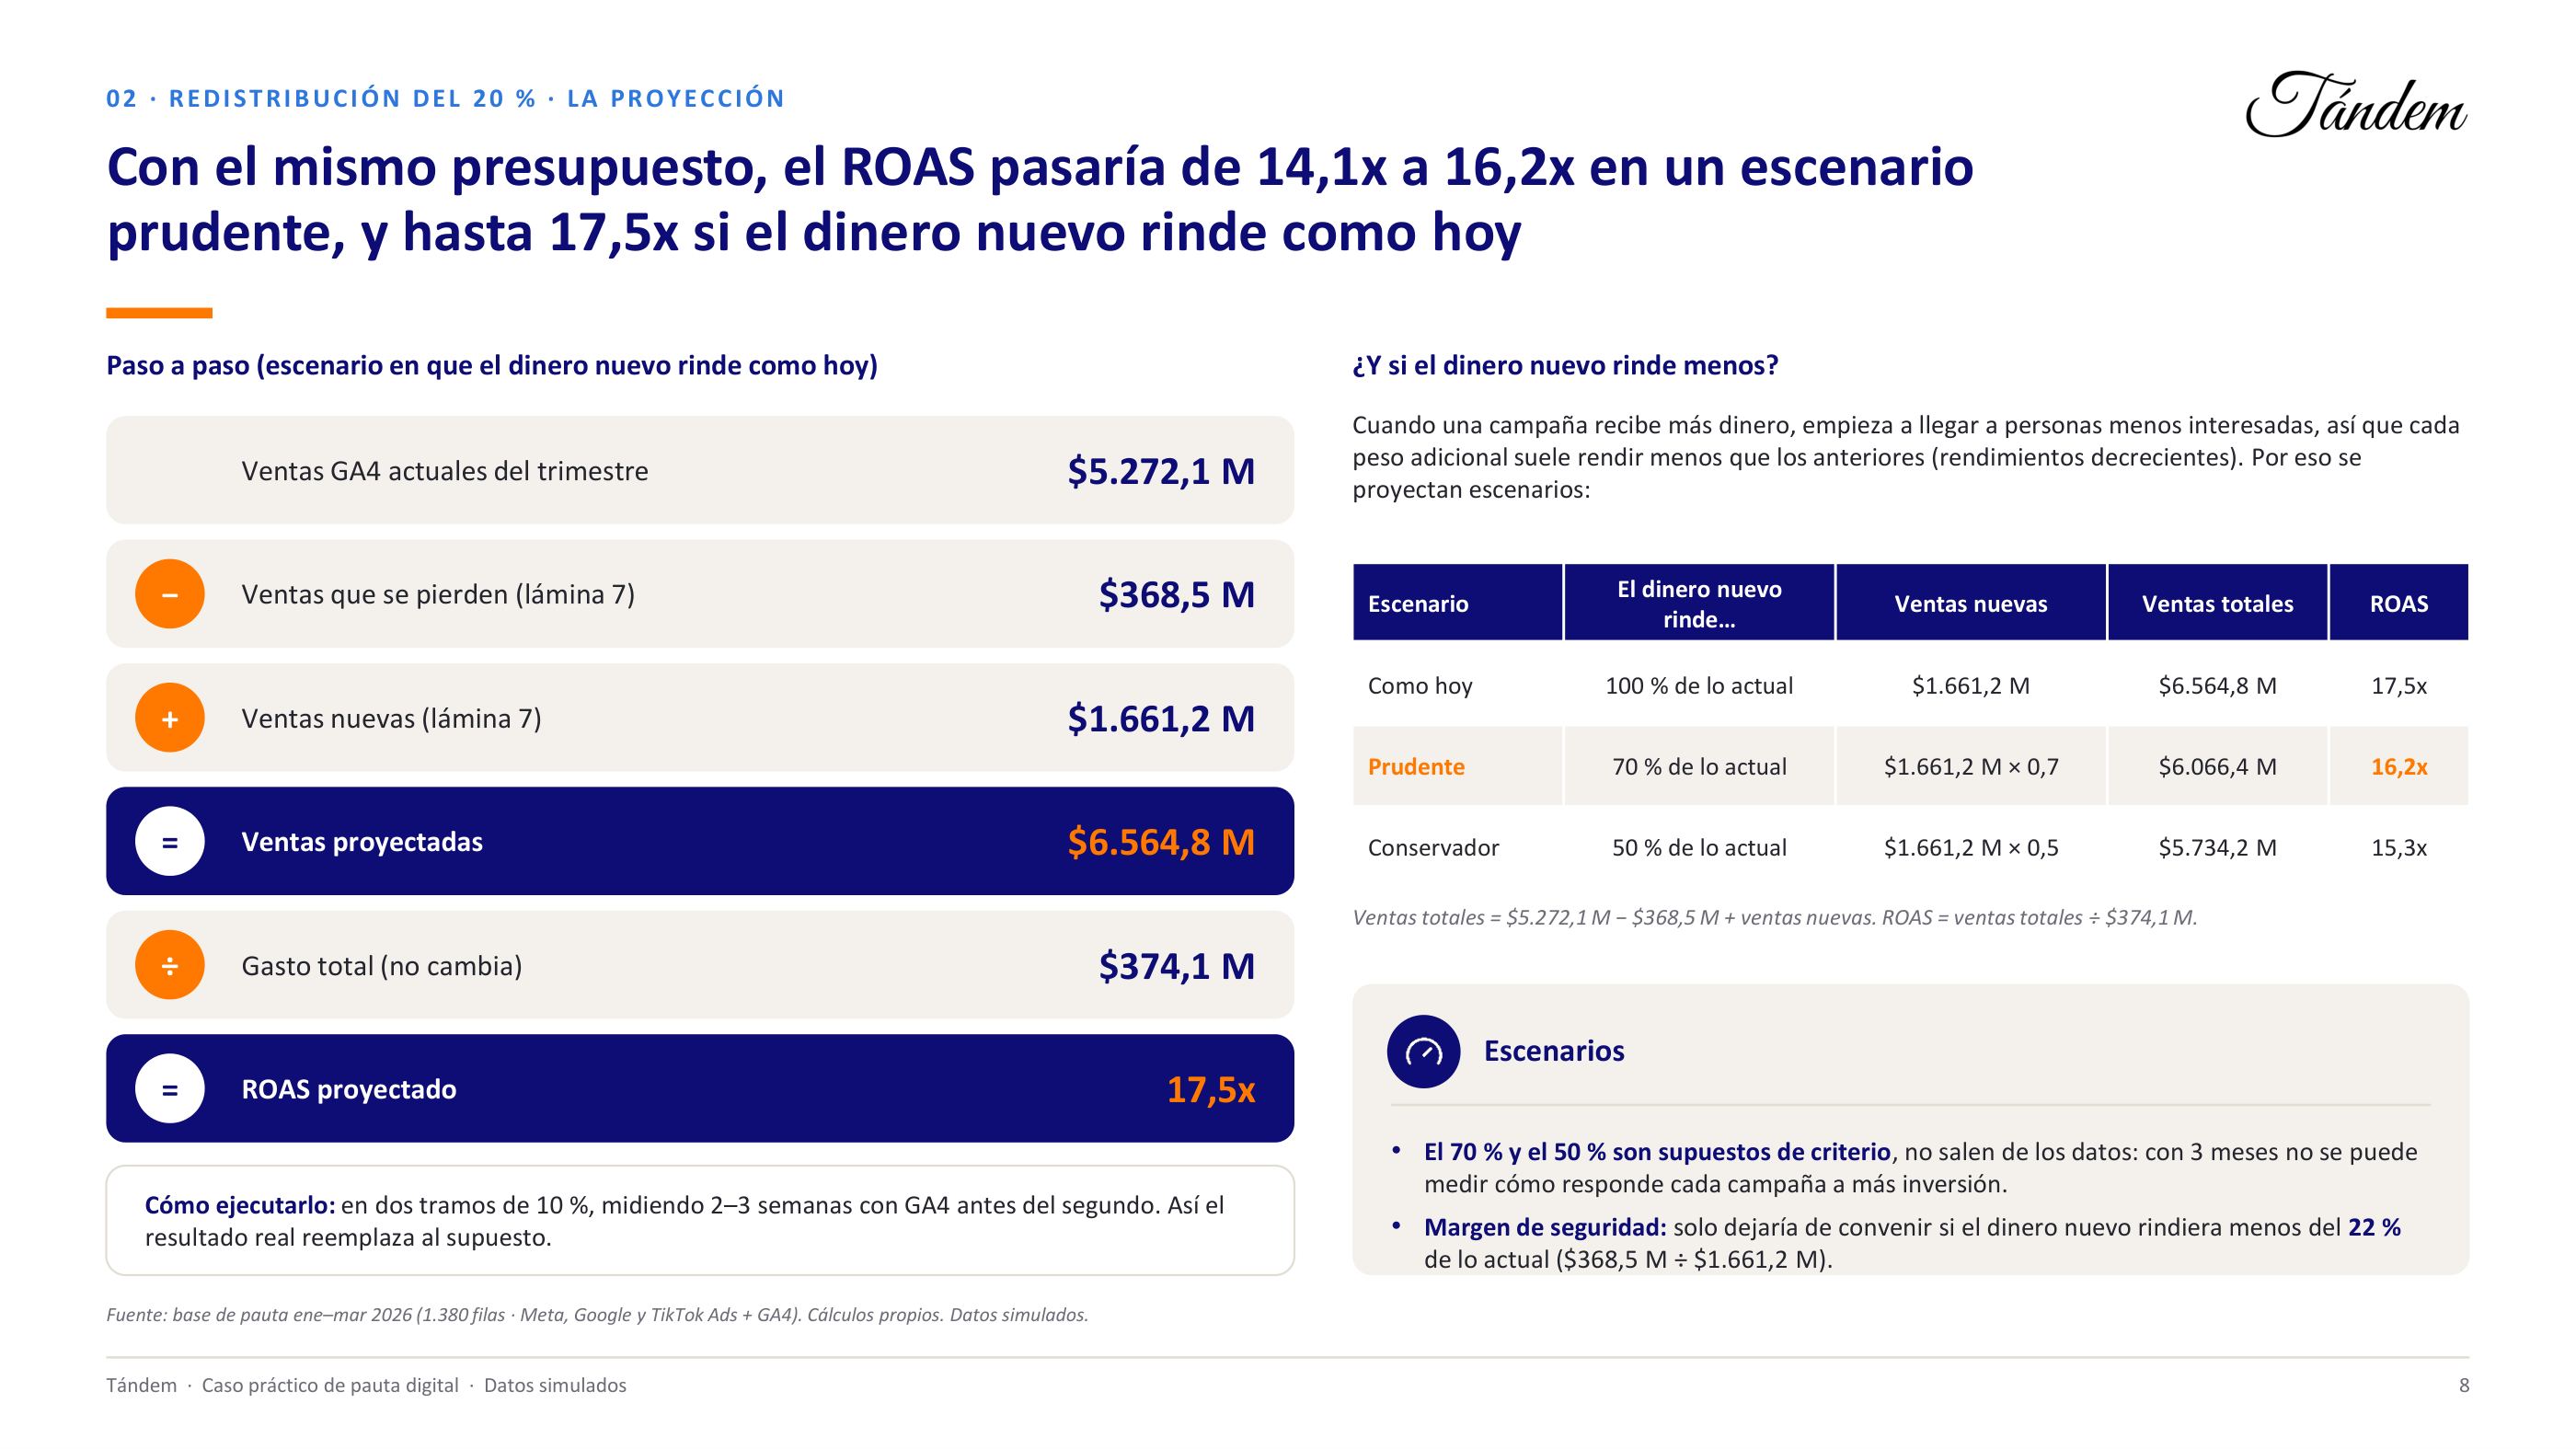 02 · REDISTRIBUCIÓN DEL 20 % · LA PROYECCIÓN
Tándem
Con el mismo presupuesto, el ROAS pasaría de 14,1x a 16,2x en un escenario
prudente, y hasta 17,5x si el dinero nuevo rinde como hoy
Paso a paso (escenario en que el dinero nuevo rinde como hoy)
Ventas GA4 actuales del trimestre $5.272,1 M
− Ventas que se pierden (lámina 7) $368,5 M
+ Ventas nuevas (lámina 7) $1.661,2 M
= Ventas proyectadas $6.564,8 M
÷ Gasto total (no cambia) $374,1 M
= ROAS proyectado 17,5x
Cómo ejecutarlo: en dos tramos de 10 %, midiendo 2–3 semanas con GA4 antes del segundo. Así el
resultado real reemplaza al supuesto.
¿Y si el dinero nuevo rinde menos?
Cuando una campaña recibe más dinero, empieza a llegar a personas menos interesadas, así que cada
peso adicional suele rendir menos que los anteriores (rendimientos decrecientes). Por eso se
proyectan escenarios:
Escenario El dinero nuevo rinde… Ventas nuevas Ventas totales ROAS
Como hoy 100 % de lo actual $1.661,2 M $6.564,8 M 17,5x
Prudente 70 % de lo actual $1.661,2 M × 0,7 $6.066,4 M 16,2x
Conservador 50 % de lo actual $1.661,2 M × 0,5 $5.734,2 M 15,3x
Ventas totales = $5.272,1 M − $368,5 M + ventas nuevas. ROAS = ventas totales ÷ $374,1 M.
Escenarios
• El 70 % y el 50 % son supuestos de criterio, no salen de los datos: con 3 meses no se puede
medir cómo responde cada campaña a más inversión.
• Margen de seguridad: solo dejaría de convenir si el dinero nuevo rindiera menos del 22 %
de lo actual ($368,5 M ÷ $1.661,2 M).
Fuente: base de pauta ene–mar 2026 (1.380 filas · Meta, Google y TikTok Ads + GA4). Cálculos propios. Datos simulados.
Tándem · Caso práctico de pauta digital · Datos simulados
8